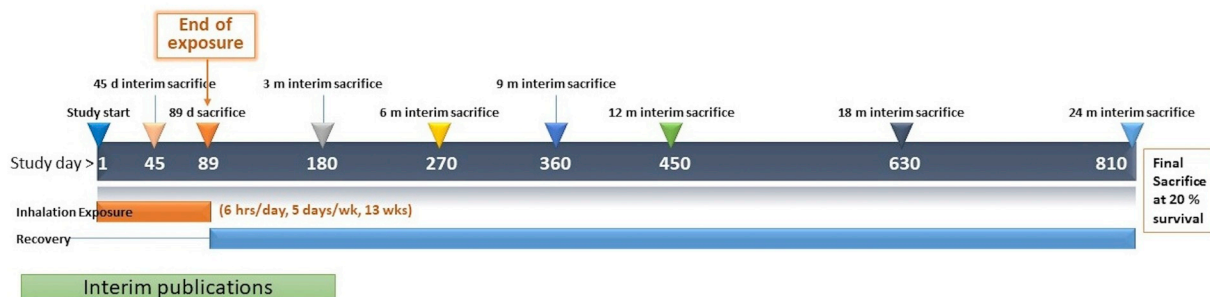 End of
exposure
45 d interim sacrifice
3 m interim sacrifice
9 m interim sacrifice
Study start
89 d sacrifice
6 m interim sacrifice
12 m interim sacrifice
18 m interim sacrifice
24 m interim sacrifice
Study day > 1 45 89 180 270 360 450 630 810
Final
Sacrifice
at 20 %
survival
Inhalation Exposure
(6 hrs/day, 5 days/wk, 13 wks)
Recovery
Interim publications